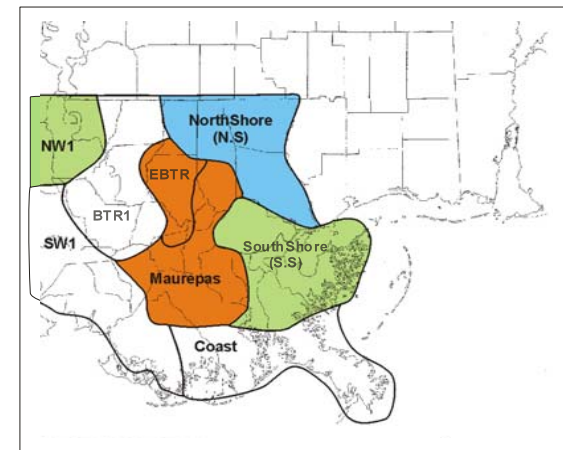 NorthShore
(N.S)
NW1
EBTR
BTR1
SW1
SouthShore
(S.S)
Maurepas
Coast